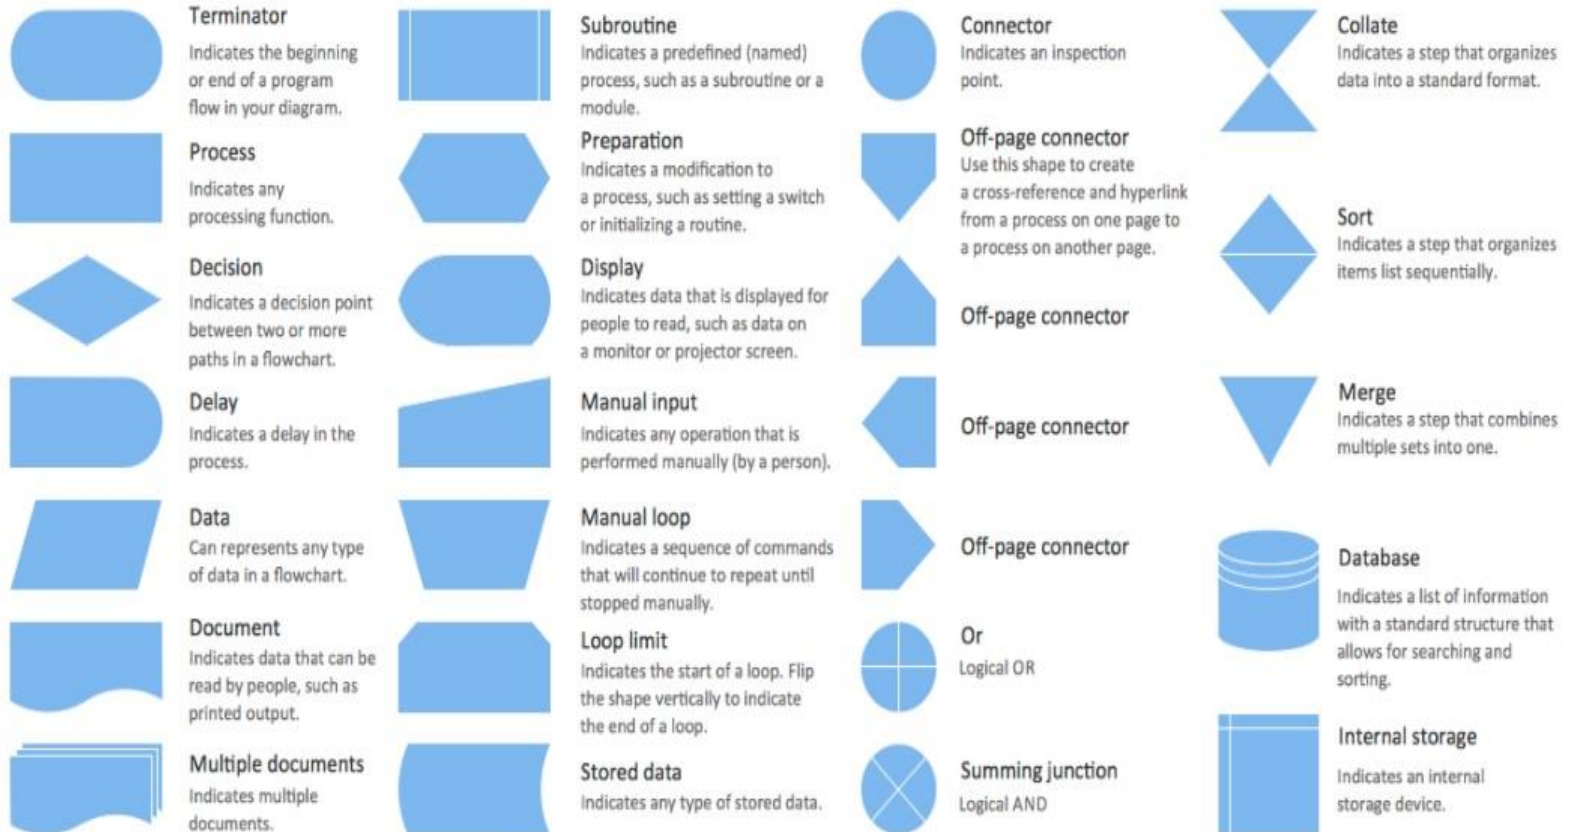 Terminator
Indicates the beginning
or end of a program
flow in your diagram.
Process
Indicates any
processing function.
Decision
Indicates a decision point
between two or more
paths in a flowchart.
Delay
Indicates a delay in the
process.
Data
Can represents any type
of data in a flowchart.
Document
Indicates data that can be
read by people, such as
printed output.
Multiple documents
Indicates multiple
documents.
Subroutine
Indicates a predefined (named)
process, such as a subroutine or a
module.
Preparation
Indicates a modification to
a process, such as setting a switch
or initializing a routine.
Display
Indicates data that is displayed for
people to read, such as data on
a monitor or projector screen.
Manual input
Indicates any operation that is
performed manually (by a person).
Manual loop
Indicates a sequence of commands
that will continue to repeat until
stopped manually.
Loop limit
Indicates the start of a loop. Flip
the shape vertically to indicate
the end of a loop.
Stored data
Indicates any type of stored data.
Connector
Indicates an inspection
point.
Off-page connector
Use this shape to create
a cross-reference and hyperlink
from a process on one page to
a process on another page.
Off-page connector
Off-page connector
Off-page connector
Or
Logical OR
Summing junction
Logical AND
Collate
Indicates a step that organizes
data into a standard format.
Sort
Indicates a step that organizes
items list sequentially.
Merge
Indicates a step that combines
multiple sets into one.
Database
Indicates a list of information
with a standard structure that
allows for searching and
sorting.
Internal storage
Indicates an internal
storage device.